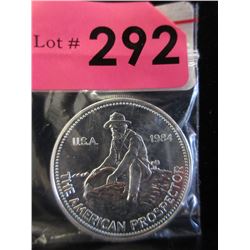 Lot # 292
U.S.A. 1984
THE AMERICAN PROSPECTOR